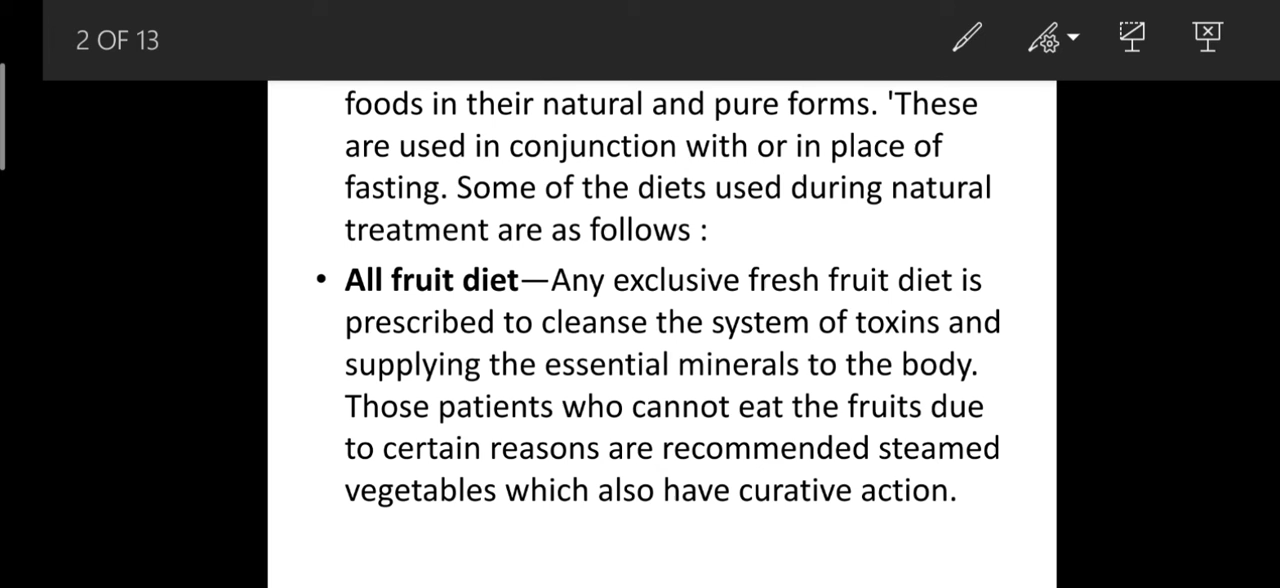 2 OF 13
foods in their natural and pure forms. 'These
are used in conjunction with or in place of
fasting. Some of the diets used during natural
treatment are as follows :
• All fruit diet—Any exclusive fresh fruit diet is
prescribed to cleanse the system of toxins and
supplying the essential minerals to the body.
Those patients who cannot eat the fruits due
to certain reasons are recommended steamed
vegetables which also have curative action.